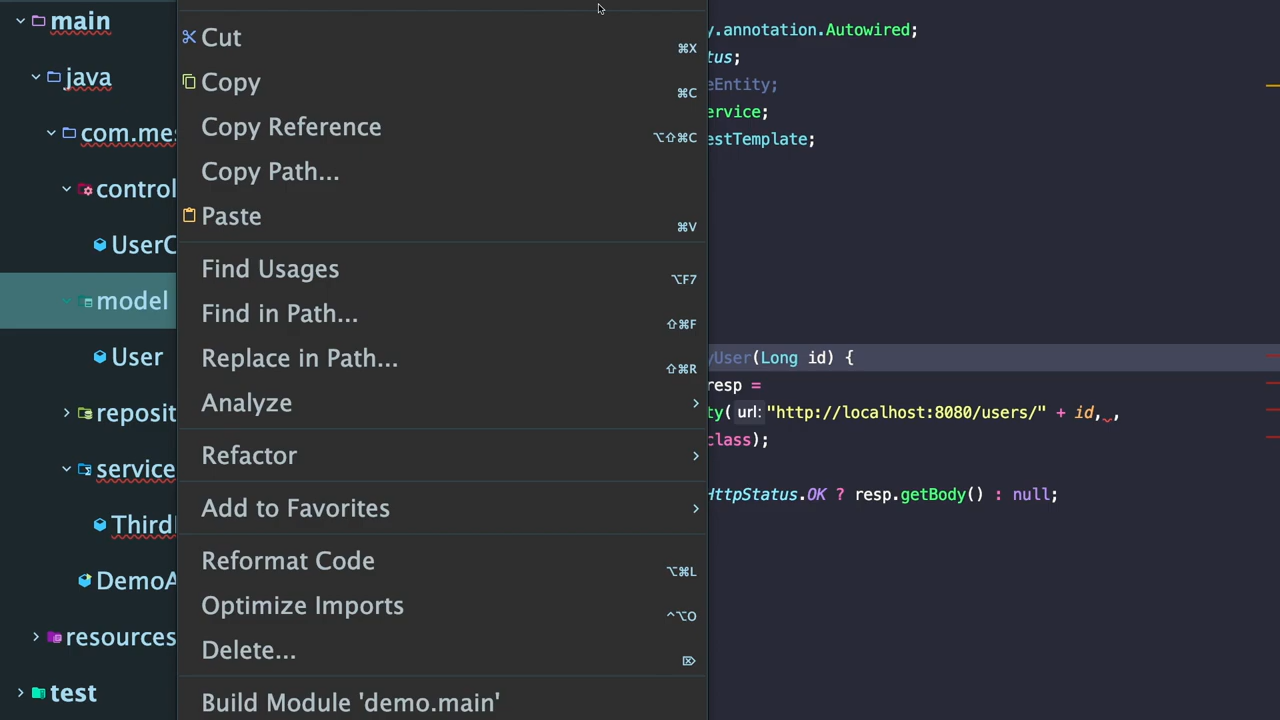 main
java
com.mes
control
UserC
model
User
reposit
service
Third
DemoA
resources
test
Cut ⌘X
Copy ⌘C
Copy Reference ⌥⇧⌘C
Copy Path...
Paste ⌘V
Find Usages ⌥F7
Find in Path... ⇧⌘F
Replace in Path... ⇧⌘R
Analyze
Refactor
Add to Favorites
Reformat Code ⌥⌘L
Optimize Imports ^⌥O
Delete... ⌦
Build Module 'demo.main'
y.annotation.Autowired;
tus;
eEntity;
ervice;
estTemplate;
yUser(Long id) {
resp =
ty( url: "http://localhost:8080/users/" + id, ,
class);
HttpStatus.OK ? resp.getBody() : null;